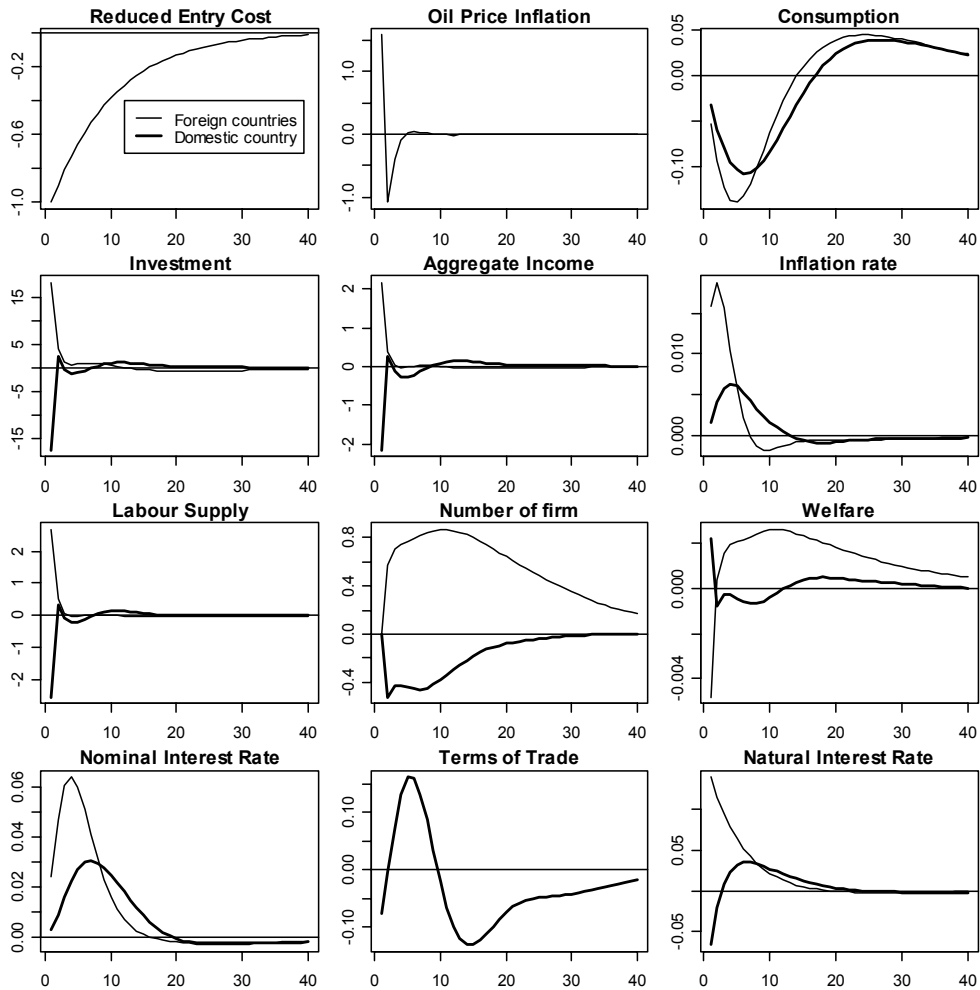 Reduced Entry Cost
-0.2
-0.6
-1.0
Foreign countries
Domestic country
0 10 20 30 40
Oil Price Inflation
1.0
0.0
-1.0
0 10 20 30 40
Consumption
0.05
0.00
-0.10
0 10 20 30 40
Investment
15
5
-5
-15
0 10 20 30 40
Aggregate Income
2
1
0
-1
-2
0 10 20 30 40
Inflation rate
0.010
0.000
0 10 20 30 40
Labour Supply
2
1
0
-1
-2
0 10 20 30 40
Number of firm
0.8
0.4
0.0
-0.4
0 10 20 30 40
Welfare
0.000
-0.004
0 10 20 30 40
Nominal Interest Rate
0.06
0.04
0.02
0.00
0 10 20 30 40
Terms of Trade
0.10
0.00
-0.10
0 10 20 30 40
Natural Interest Rate
0.05
-0.05
0 10 20 30 40